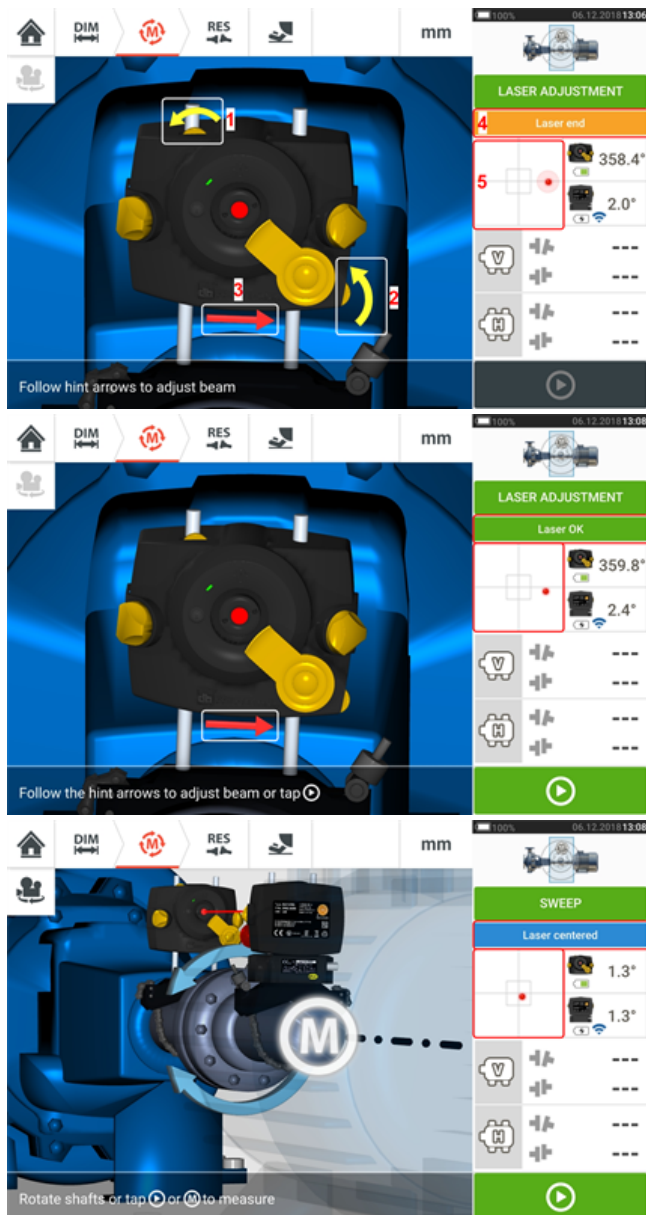 DIM
M
RES
mm
100%
06.12.2018 13:06
LASER ADJUSTMENT
1
4
Laser end
5
358.4°
2.0°
3
2
V
---
---
H
---
---
Follow hint arrows to adjust beam
DIM
M
RES
mm
100%
06.12.2018 13:08
LASER ADJUSTMENT
Laser OK
359.8°
2.4°
V
---
---
H
---
---
Follow the hint arrows to adjust beam or tap
DIM
M
RES
mm
100%
06.12.2018 13:08
SWEEP
Laser centered
1.3°
1.3°
M
V
---
---
H
---
---
Rotate shafts or tap or M to measure